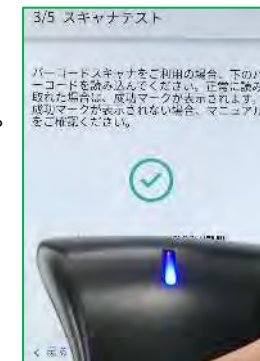 3/5 スキャナテスト
バーコードスキャナをご利用の場合、下のバ
ーコードを読み込んでください。正常に読み
取れた場合は、成功マークが表示されます。
成功マークが表示されない場合、マニュアル
をご確認ください。